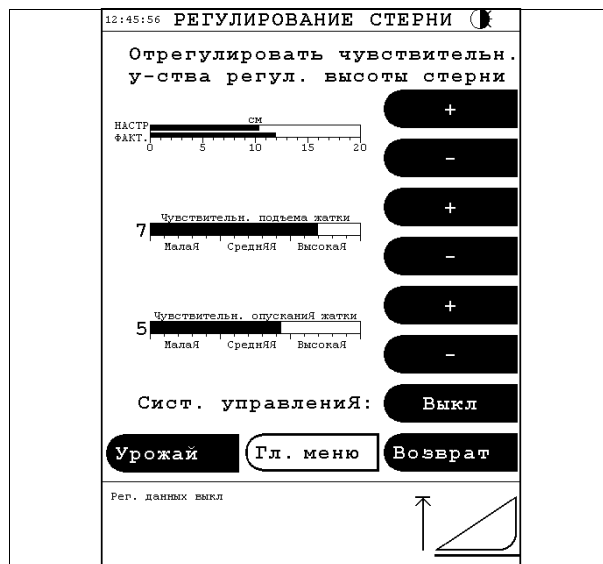 12:45:56 РЕГУЛИРОВАНИЕ СТЕРНИ
Отрегулировать чувствительн.
у-ства регул. высоты стерни
см
НАСТР
ФАКТ.
0 5 10 15 20
+
-
Чувствительн. подъема жатки
7
МалаЯ СреднЯЯ ВысокаЯ
+
-
Чувствительн. опусканиЯ жатки
5
МалаЯ СреднЯЯ ВысокаЯ
+
-
Сист. управлениЯ: Выкл
Урожай Гл. меню Возврат
Рег. данных выкл